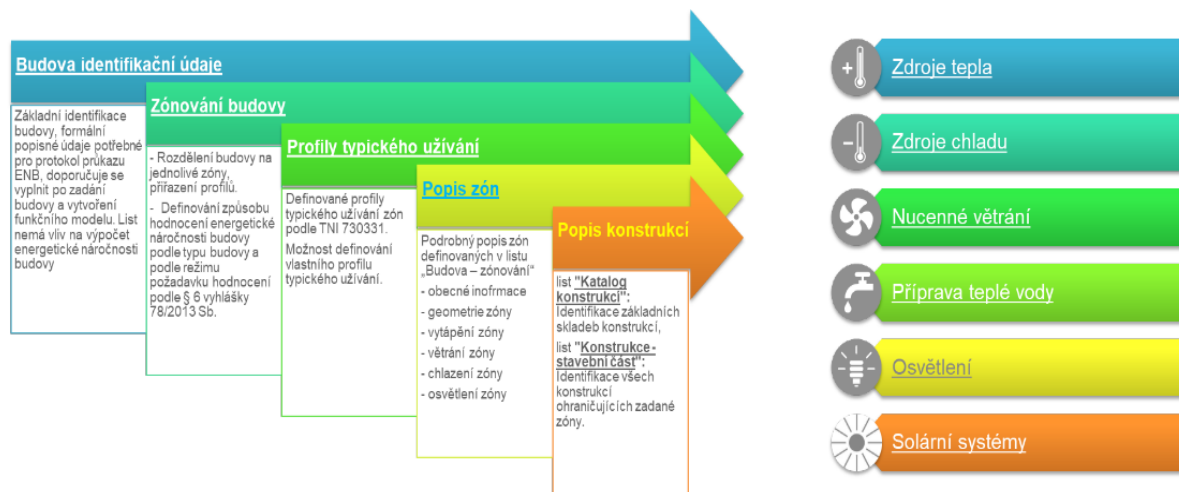 Budova identifikační údaje
Základní identifikace
budovy, formální
popisné údaje potřebné
pro protokol průkazu
ENB, doporučuje se
vyplnit po zadání
budovy a vytvoření
funkčního modelu. List
nemá vliv na výpočet
energetické náročnosti
budovy
Zónování budovy
- Rozdělení budovy na
jednolivé zóny,
přiřazení profilů.
- Definování způsobu
hodnocení energetické
náročnosti budovy
podle typu budovy a
podle režimu
požadavku hodnocení
podle § 6 vyhlášky
78/2013 Sb.
Profily typického užívání
Definované profily
typického užívání zón
podle TNI 730331.
Možnost definování
vlastního profilu
typického užívání.
Popis zón
Podrobný popis zón
definovaných v listu
„Budova – zónování“
- obecné inofrmace
- geometrie zóny
- vytápění zóny
- větrání zóny
- chlazení zóny
- osvětlení zóny
Popis konstrukcí
list "Katalog
konstrukcí":
Identifikace základních
skladeb konstrukcí,
list "Konstrukce-
stavební část":
Identifikace všech
konstrukcí
ohraničujících zadané
zóny.
Zdroje tepla
Zdroje chladu
Nucenné větrání
Příprava teplé vody
Osvětlení
Solární systémy